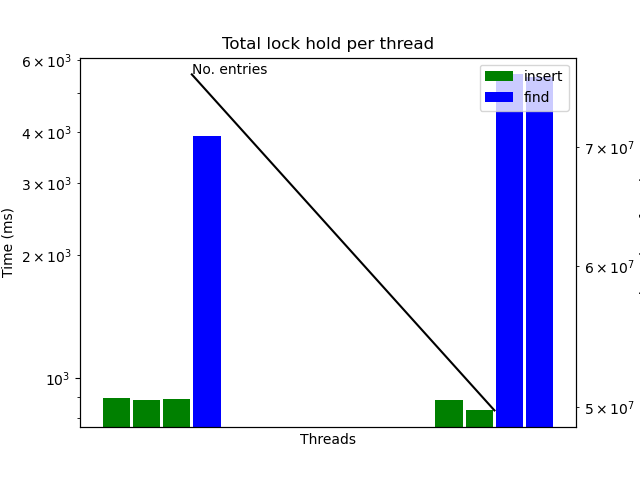 Total lock hold per thread
6 × 10³
4 × 10³
3 × 10³
2 × 10³
10³
Time (ms)
No. entries
insert
find
7 × 10⁷
6 × 10⁷
5 × 10⁷
Threads